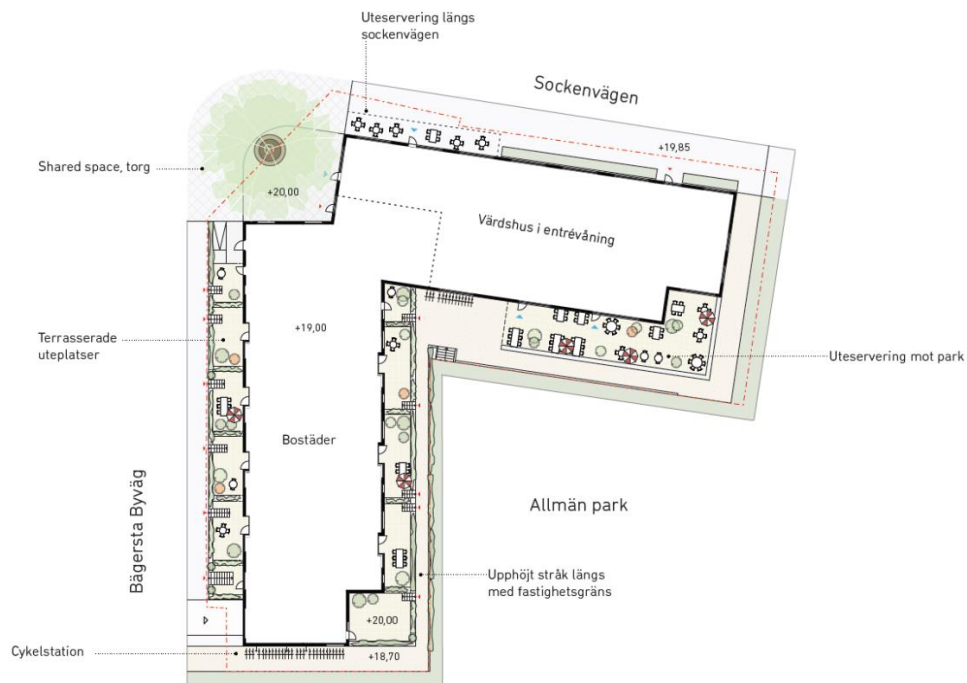 Uteservering längs
sockenvägen
Sockenvägen
Shared space, torg
+19,85
+20,00
Värdshus i entrévåning
+19,00
Terrasserade
uteplatser
Uteservering mot park
Bostäder
Bägersta Byväg
Allmän park
Upphöjt stråk längs
med fastighetsgräns
+20,00
Cykelstation
+18,70